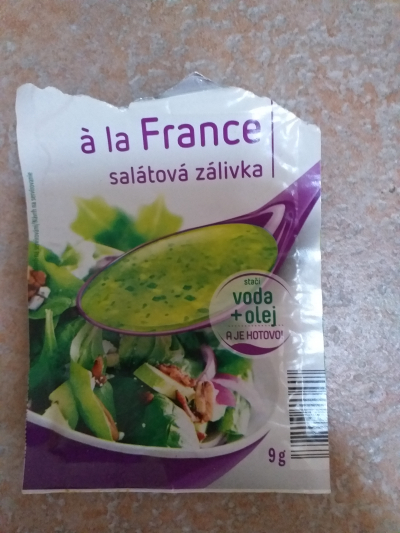 à la France
salátová zálivka
stačí
voda
+ olej
A JE HOTOVO!
9 g